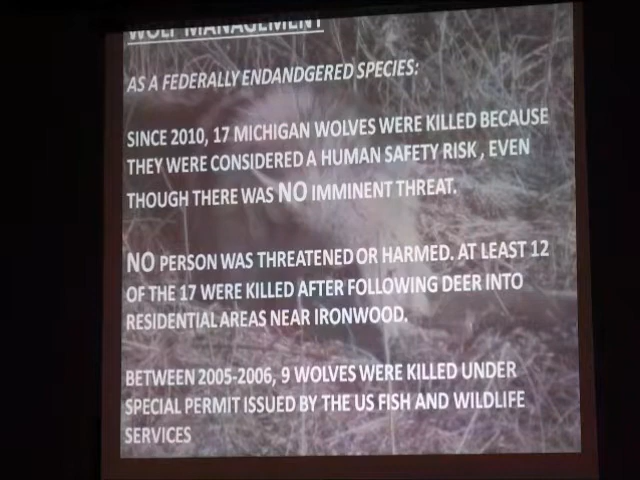 WOLF MANAGEMENT
AS A FEDERALLY ENDANDGERED SPECIES:
SINCE 2010, 17 MICHIGAN WOLVES WERE KILLED BECAUSE
THEY WERE CONSIDERED A HUMAN SAFETY RISK , EVEN
THOUGH THERE WAS NO IMMINENT THREAT.
NO PERSON WAS THREATENED OR HARMED. AT LEAST 12
OF THE 17 WERE KILLED AFTER FOLLOWING DEER INTO
RESIDENTIAL AREAS NEAR IRONWOOD.
BETWEEN 2005-2006, 9 WOLVES WERE KILLED UNDER
SPECIAL PERMIT ISSUED BY THE US FISH AND WILDLIFE
SERVICES